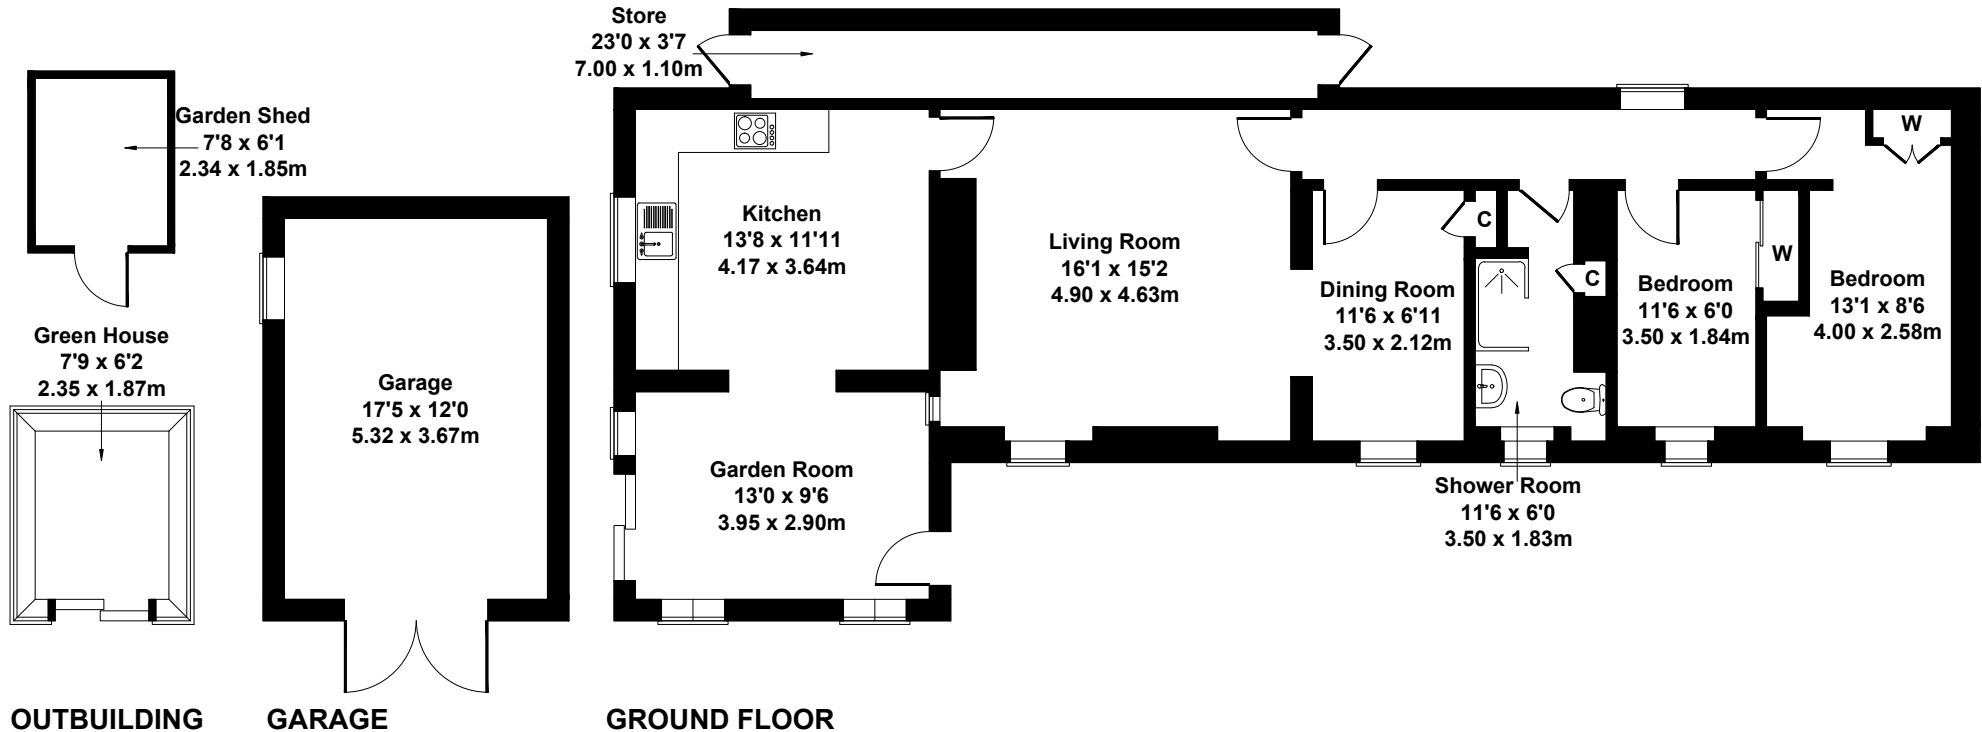 Store
23'0 x 3'7
7.00 x 1.10m
Garden Shed
7'8 x 6'1
2.34 x 1.85m
Green House
7'9 x 6'2
2.35 x 1.87m
Garage
17'5 x 12'0
5.32 x 3.67m
Kitchen
13'8 x 11'11
4.17 x 3.64m
Garden Room
13'0 x 9'6
3.95 x 2.90m
Living Room
16'1 x 15'2
4.90 x 4.63m
Dining Room
11'6 x 6'11
3.50 x 2.12m
C
C
Shower Room
11'6 x 6'0
3.50 x 1.83m
Bedroom
11'6 x 6'0
3.50 x 1.84m
W
W
Bedroom
13'1 x 8'6
4.00 x 2.58m
OUTBUILDING
GARAGE
GROUND FLOOR